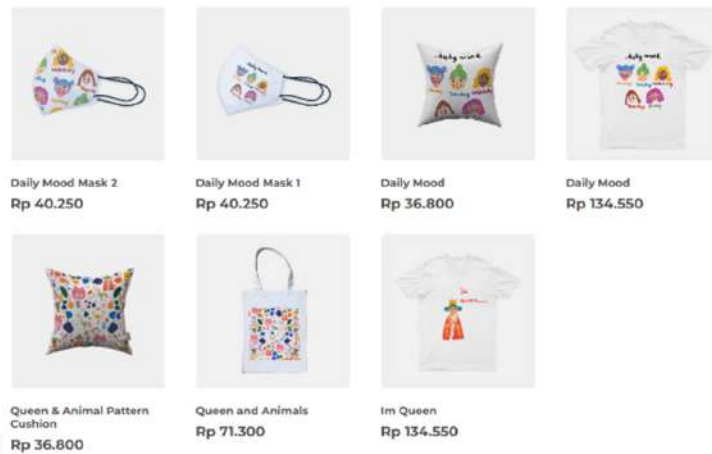 Daily Mood Mask 2
Rp 40.250
Daily Mood Mask 1
Rp 40.250
Daily Mood
Rp 36.800
Daily Mood
Rp 134.550
Queen & Animal Pattern
Cushion
Rp 36.800
Queen and Animals
Rp 71.300
Im Queen
Rp 134.550